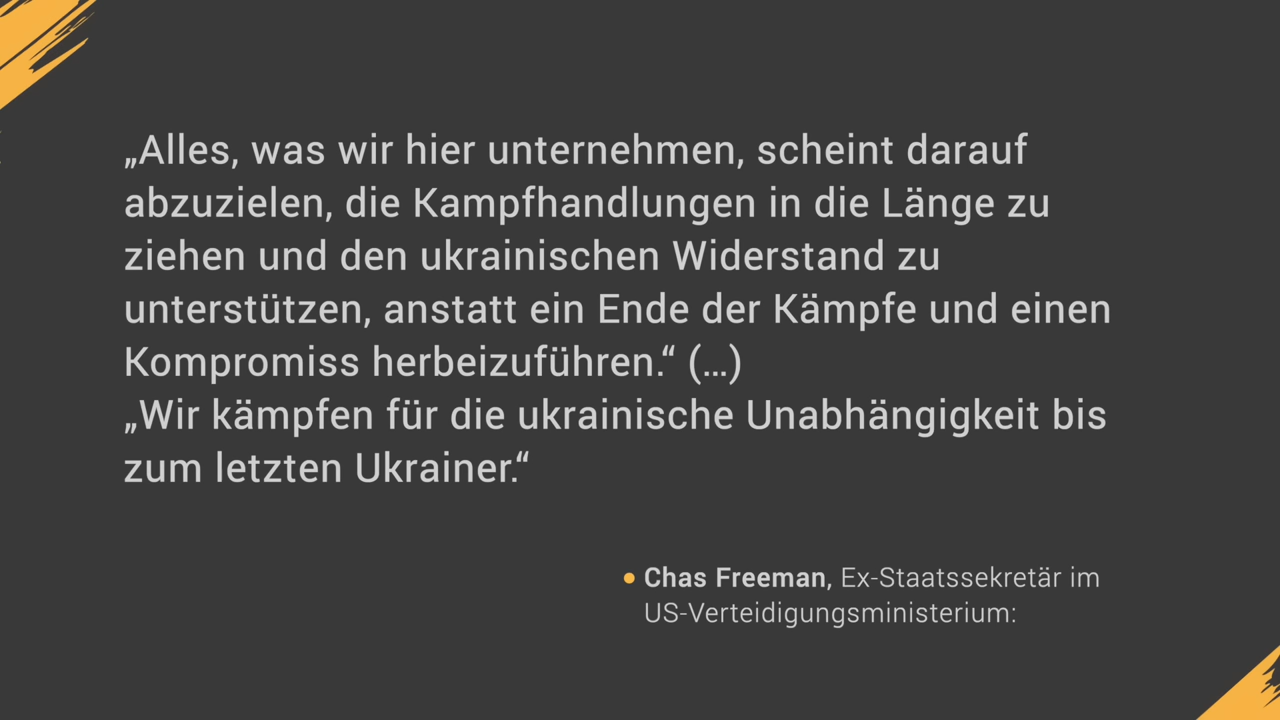 „Alles, was wir hier unternehmen, scheint darauf
abzuzielen, die Kampfhandlungen in die Länge zu
ziehen und den ukrainischen Widerstand zu
unterstützen, anstatt ein Ende der Kämpfe und einen
Kompromiss herbeizuführen.“ (…)
„Wir kämpfen für die ukrainische Unabhängigkeit bis
zum letzten Ukrainer.“
• Chas Freeman, Ex-Staatssekretär im
US-Verteidigungsministerium: